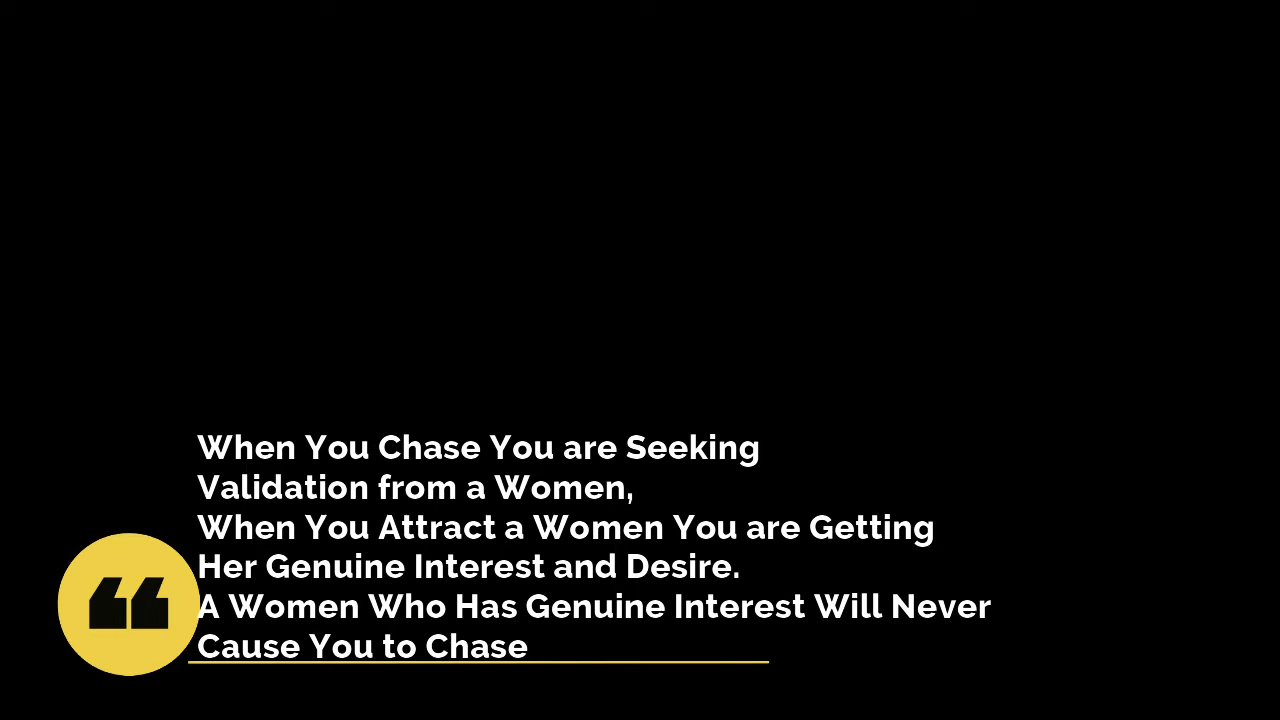 When You Chase You are Seeking
Validation from a Women,
When You Attract a Women You are Getting
Her Genuine Interest and Desire.
A Women Who Has Genuine Interest Will Never
Cause You to Chase